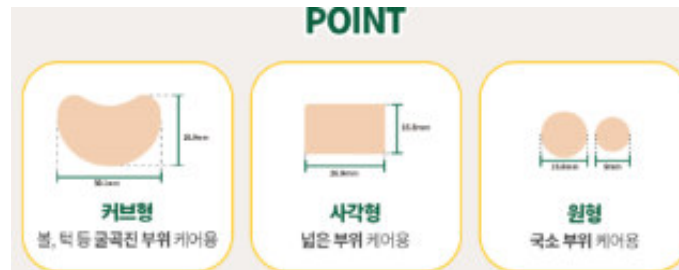 POINT
커브형
볼, 턱 등 굴곡진 부위 케어용
사각형
넓은 부위 케어용
원형
국소 부위 케어용